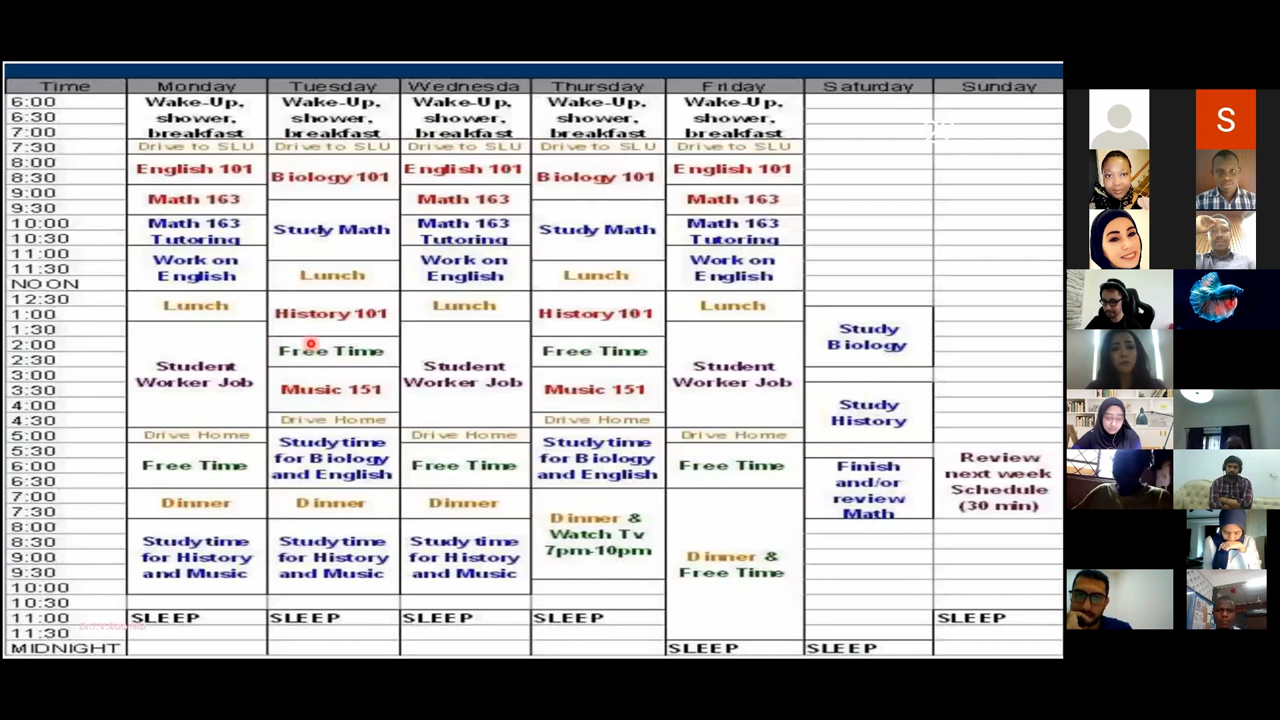 Time Monday Tuesday Wednesda Thursday Friday Saturday Sunday
6:00
6:30
7:00
7:30
8:00
8:30
9:00
9:30
10:00
10:30
11:00
11:30
NOON
12:30
1:00
1:30
2:00
2:30
3:00
3:30
4:00
4:30
5:00
5:30
6:00
6:30
7:00
7:30
8:00
8:30
9:00
9:30
10:00
10:30
11:00
11:30
MIDNIGHT
Wake-Up,
shower,
breakfast
Drive to SLU
English 101
Math 163
Math 163
Tutoring
Work on
English
Lunch
Student
Worker Job
Drive Home
Free Time
Dinner
Study time
for History
and Music
SLEEP
Wake-Up,
shower,
breakfast
Drive to SLU
Biology 101
Study Math
Lunch
History 101
Free Time
Music 151
Drive Home
Study time
for Biology
and English
Dinner
Study time
for History
and Music
SLEEP
Wake-Up,
shower,
breakfast
Drive to SLU
English 101
Math 163
Math 163
Tutoring
Work on
English
Lunch
Student
Worker Job
Drive Home
Free Time
Dinner
Study time
for History
and Music
SLEEP
Wake-Up,
shower,
breakfast
Drive to SLU
Biology 101
Study Math
Lunch
History 101
Free Time
Music 151
Drive Home
Study time
for Biology
and English
Dinner &
Watch Tv
7pm-10pm
SLEEP
Wake-Up,
shower,
breakfast
Drive to SLU
English 101
Math 163
Math 163
Tutoring
Work on
English
Lunch
Student
Worker Job
Drive Home
Free Time
Dinner &
Free Time
SLEEP
Study
Biology
Study
History
Finish
and/or
review
Math
SLEEP
Review
next week
Schedule
(30 min)
SLEEP
S